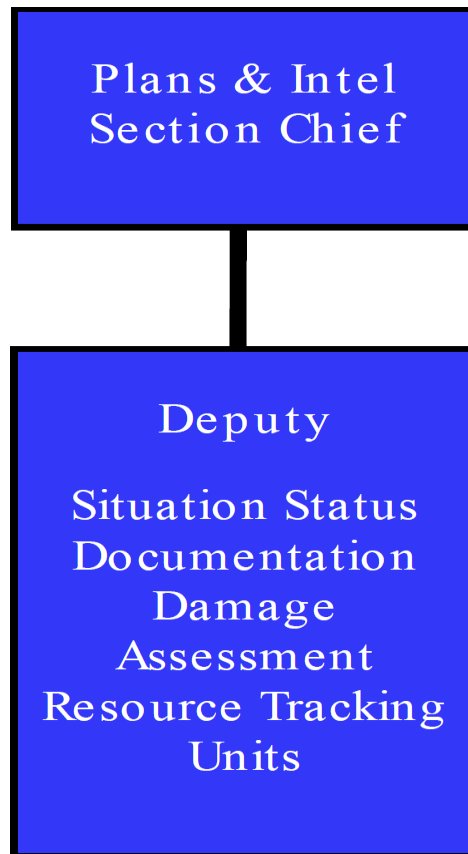 Plans & Intel
Section Chief
Deputy
Situation Status
Documentation
Damage
Assessment
Resource Tracking
Units